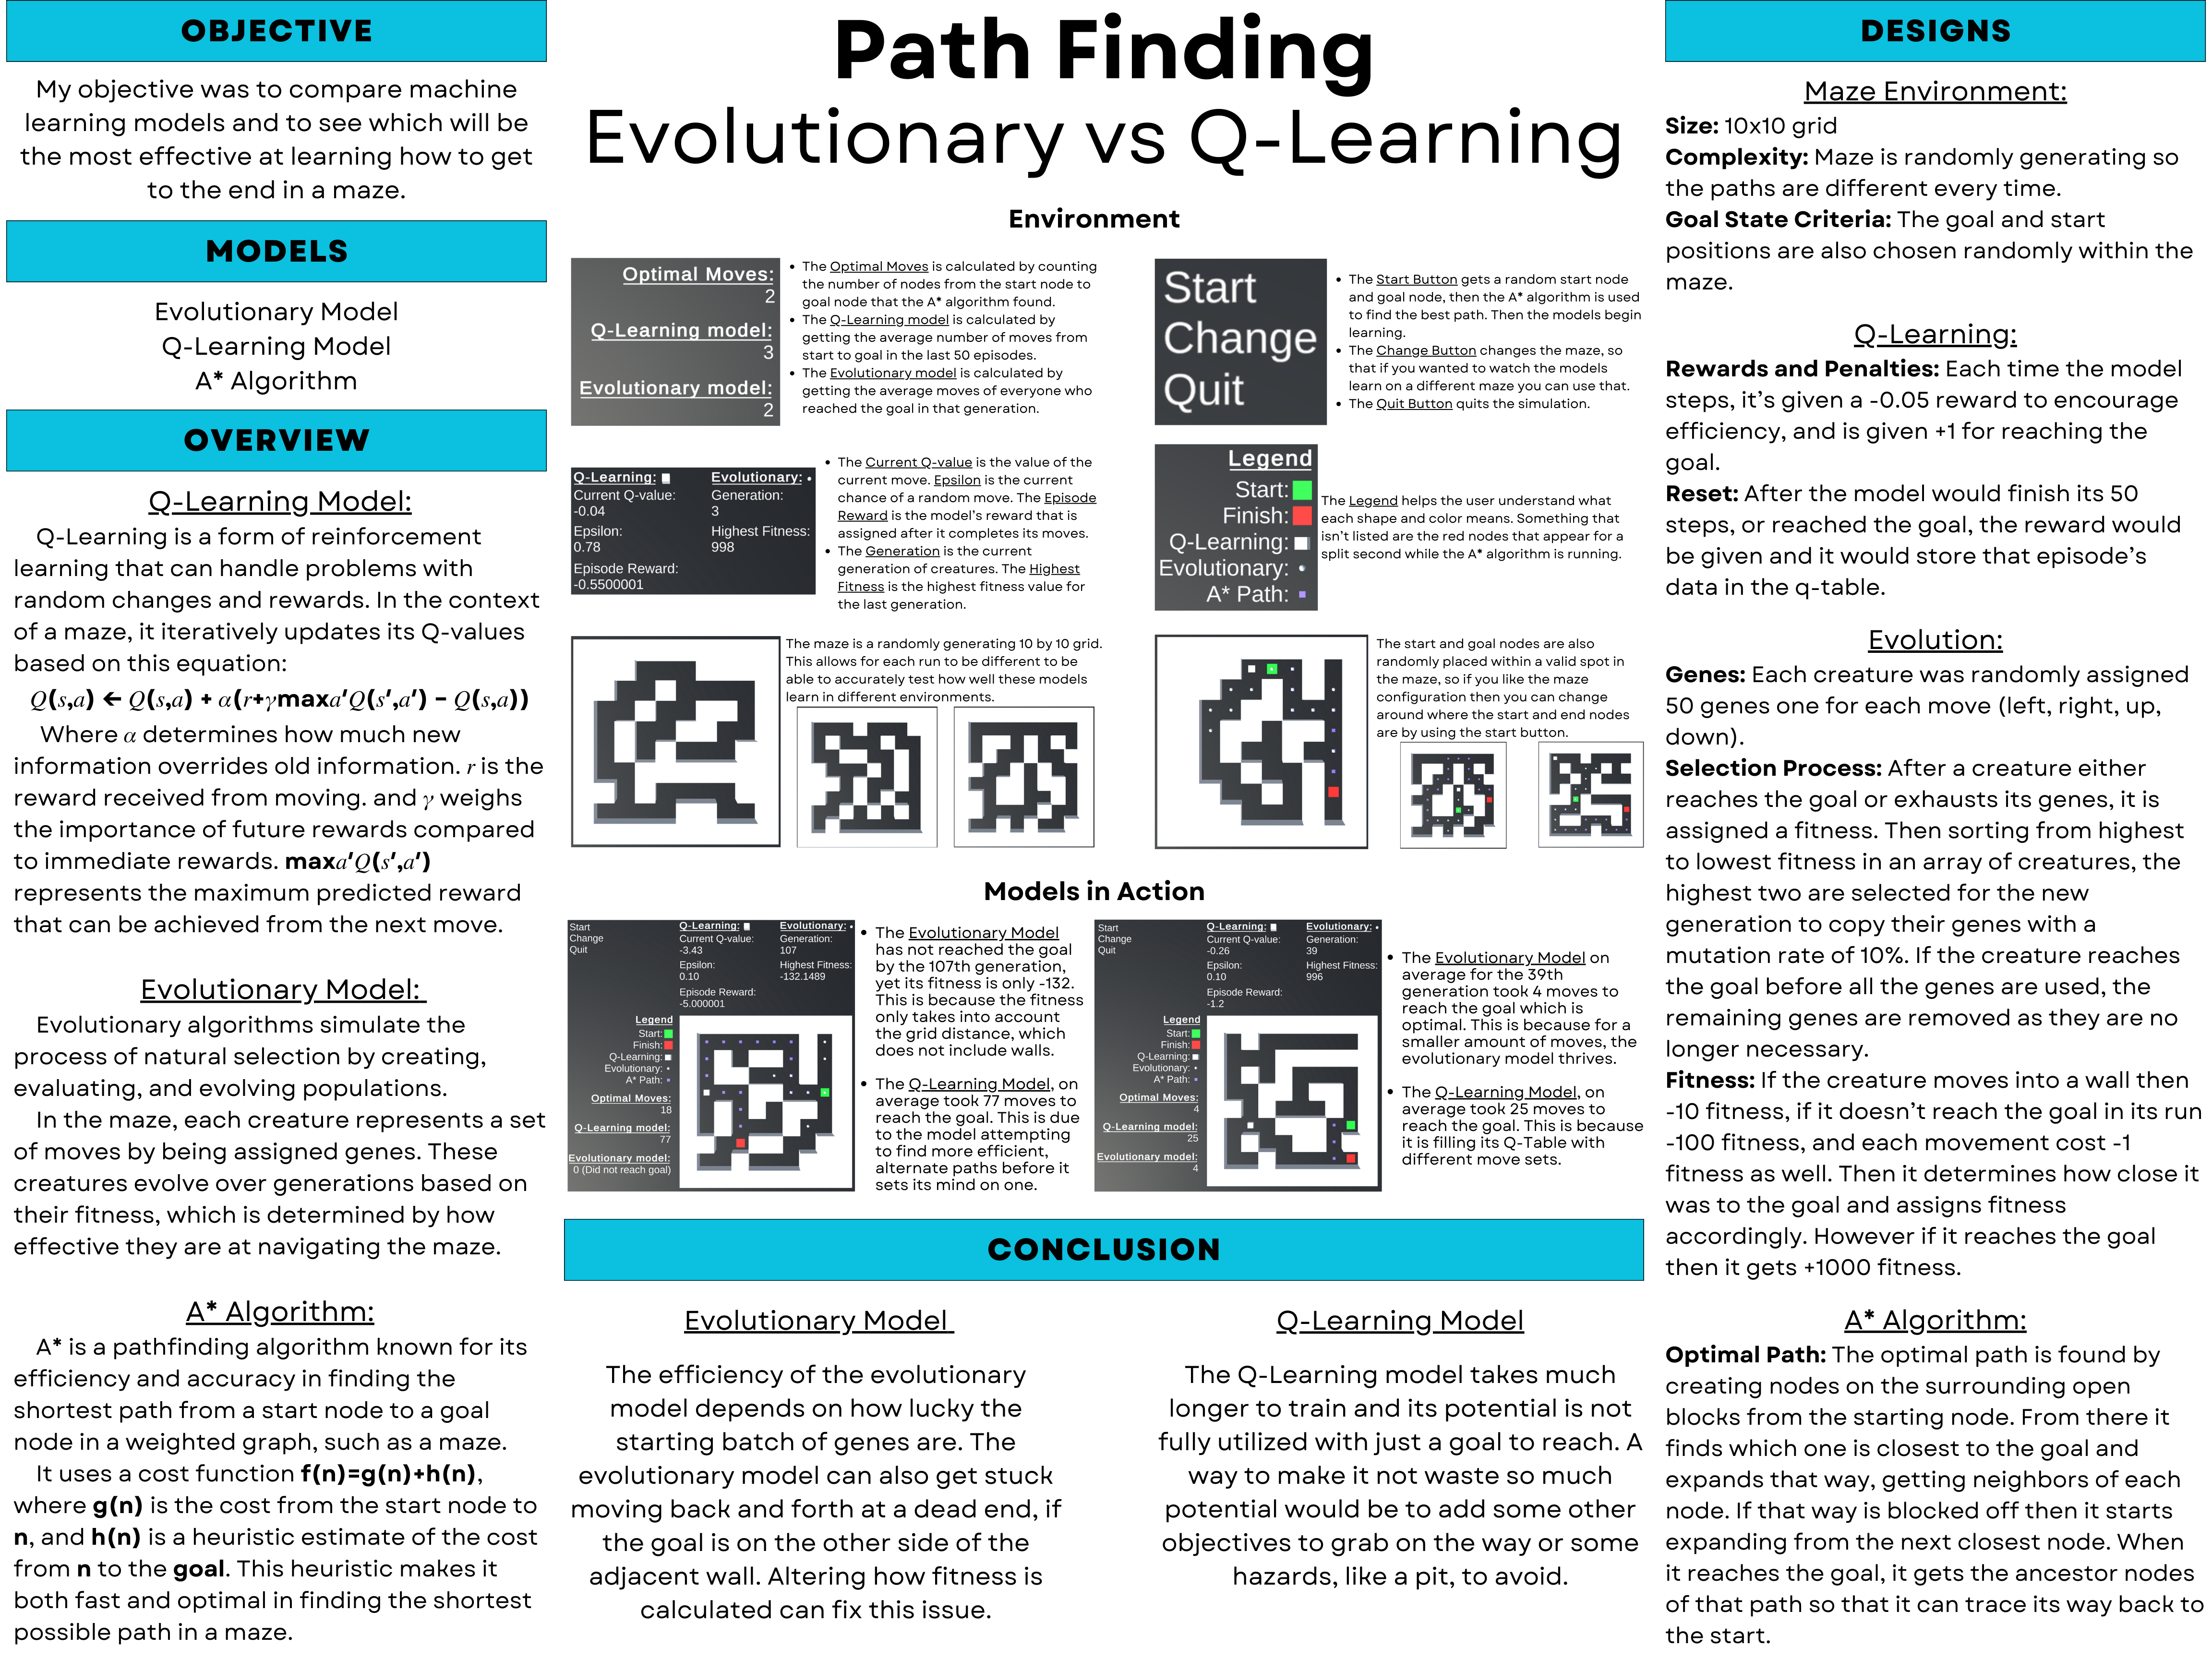 OBJECTIVE
My objective was to compare machine
learning models and to see which will be
the most effective at learning how to get
to the end in a maze.
MODELS
Evolutionary Model
Q-Learning Model
A* Algorithm
OVERVIEW
Q-Learning Model:
Q-Learning is a form of reinforcement
learning that can handle problems with
random changes and rewards. In the context
of a maze, it iteratively updates its Q-values
based on this equation:
Q(s,a) ← Q(s,a) + α(r+γmaxa′Q(s′,a′) − Q(s,a))
Where α determines how much new
information overrides old information. r is the
reward received from moving. and γ weighs
the importance of future rewards compared
to immediate rewards. maxa′Q(s′,a′)
represents the maximum predicted reward
that can be achieved from the next move.
Evolutionary Model:
Evolutionary algorithms simulate the
process of natural selection by creating,
evaluating, and evolving populations.
In the maze, each creature represents a set
of moves by being assigned genes. These
creatures evolve over generations based on
their fitness, which is determined by how
effective they are at navigating the maze.
A* Algorithm:
A* is a pathfinding algorithm known for its
efficiency and accuracy in finding the
shortest path from a start node to a goal
node in a weighted graph, such as a maze.
It uses a cost function f(n)=g(n)+h(n),
where g(n) is the cost from the start node to
n, and h(n) is a heuristic estimate of the cost
from n to the goal. This heuristic makes it
both fast and optimal in finding the shortest
possible path in a maze.
Path Finding
Evolutionary vs Q-Learning
Environment
Optimal Moves:
2
Q-Learning model:
3
Evolutionary model:
2
• The Optimal Moves is calculated by counting
the number of nodes from the start node to
goal node that the A* algorithm found.
• The Q-Learning model is calculated by
getting the average number of moves from
start to goal in the last 50 episodes.
• The Evolutionary model is calculated by
getting the average moves of everyone who
reached the goal in that generation.
Start
Change
Quit
• The Start Button gets a random start node
and goal node, then the A* algorithm is used
to find the best path. Then the models begin
learning.
• The Change Button changes the maze, so
that if you wanted to watch the models
learn on a different maze you can use that.
• The Quit Button quits the simulation.
Q-Learning:
Current Q-value:
-0.04
Epsilon:
0.78
Episode Reward:
-0.5500001
Evolutionary:
Generation:
3
Highest Fitness:
998
• The Current Q-value is the value of the
current move. Epsilon is the current
chance of a random move. The Episode
Reward is the model's reward that is
assigned after it completes its moves.
• The Generation is the current
generation of creatures. The Highest
Fitness is the highest fitness value for
the last generation.
Legend
Start:
Finish:
Q-Learning:
Evolutionary:
A* Path:
The Legend helps the user understand what
each shape and color means. Something that
isn't listed are the red nodes that appear for a
split second while the A* algorithm is running.
The maze is a randomly generating 10 by 10 grid.
This allows for each run to be different to be
able to accurately test how well these models
learn in different environments.
The start and goal nodes are also
randomly placed within a valid spot in
the maze, so if you like the maze
configuration then you can change
around where the start and end nodes
are by using the start button.
Models in Action
Start
Change
Quit
Q-Learning:
Current Q-value:
-3.43
Epsilon:
0.10
Episode Reward:
-5.000001
Evolutionary:
Generation:
107
Highest Fitness:
-132.1489
Legend
Start:
Finish:
Q-Learning:
Evolutionary:
A* Path:
Optimal Moves:
18
Q-Learning model:
77
Evolutionary model:
0 (Did not reach goal)
• The Evolutionary Model
has not reached the goal
by the 107th generation,
yet its fitness is only -132.
This is because the fitness
only takes into account
the grid distance, which
does not include walls.
• The Q-Learning Model, on
average took 77 moves to
reach the goal. This is due
to the model attempting
to find more efficient,
alternate paths before it
sets its mind on one.
Start
Change
Quit
Q-Learning:
Current Q-value:
-0.26
Epsilon:
0.10
Episode Reward:
-1.2
Evolutionary:
Generation:
39
Highest Fitness:
996
Legend
Start:
Finish:
Q-Learning:
Evolutionary:
A* Path:
Optimal Moves:
4
Q-Learning model:
25
Evolutionary model:
4
• The Evolutionary Model on
average for the 39th
generation took 4 moves to
reach the goal which is
optimal. This is because for a
smaller amount of moves, the
evolutionary model thrives.
• The Q-Learning Model, on
average took 25 moves to
reach the goal. This is because
it is filling its Q-Table with
different move sets.
CONCLUSION
Evolutionary Model
The efficiency of the evolutionary
model depends on how lucky the
starting batch of genes are. The
evolutionary model can also get stuck
moving back and forth at a dead end, if
the goal is on the other side of the
adjacent wall. Altering how fitness is
calculated can fix this issue.
Q-Learning Model
The Q-Learning model takes much
longer to train and its potential is not
fully utilized with just a goal to reach. A
way to make it not waste so much
potential would be to add some other
objectives to grab on the way or some
hazards, like a pit, to avoid.
DESIGNS
Maze Environment:
Size: 10x10 grid
Complexity: Maze is randomly generating so
the paths are different every time.
Goal State Criteria: The goal and start
positions are also chosen randomly within the
maze.
Q-Learning:
Rewards and Penalties: Each time the model
steps, it's given a -0.05 reward to encourage
efficiency, and is given +1 for reaching the
goal.
Reset: After the model would finish its 50
steps, or reached the goal, the reward would
be given and it would store that episode's
data in the q-table.
Evolution:
Genes: Each creature was randomly assigned
50 genes one for each move (left, right, up,
down).
Selection Process: After a creature either
reaches the goal or exhausts its genes, it is
assigned a fitness. Then sorting from highest
to lowest fitness in an array of creatures, the
highest two are selected for the new
generation to copy their genes with a
mutation rate of 10%. If the creature reaches
the goal before all the genes are used, the
remaining genes are removed as they are no
longer necessary.
Fitness: If the creature moves into a wall then
-10 fitness, if it doesn't reach the goal in its run
-100 fitness, and each movement cost -1
fitness as well. Then it determines how close it
was to the goal and assigns fitness
accordingly. However if it reaches the goal
then it gets +1000 fitness.
A* Algorithm:
Optimal Path: The optimal path is found by
creating nodes on the surrounding open
blocks from the starting node. From there it
finds which one is closest to the goal and
expands that way, getting neighbors of each
node. If that way is blocked off then it starts
expanding from the next closest node. When
it reaches the goal, it gets the ancestor nodes
of that path so that it can trace its way back to
the start.